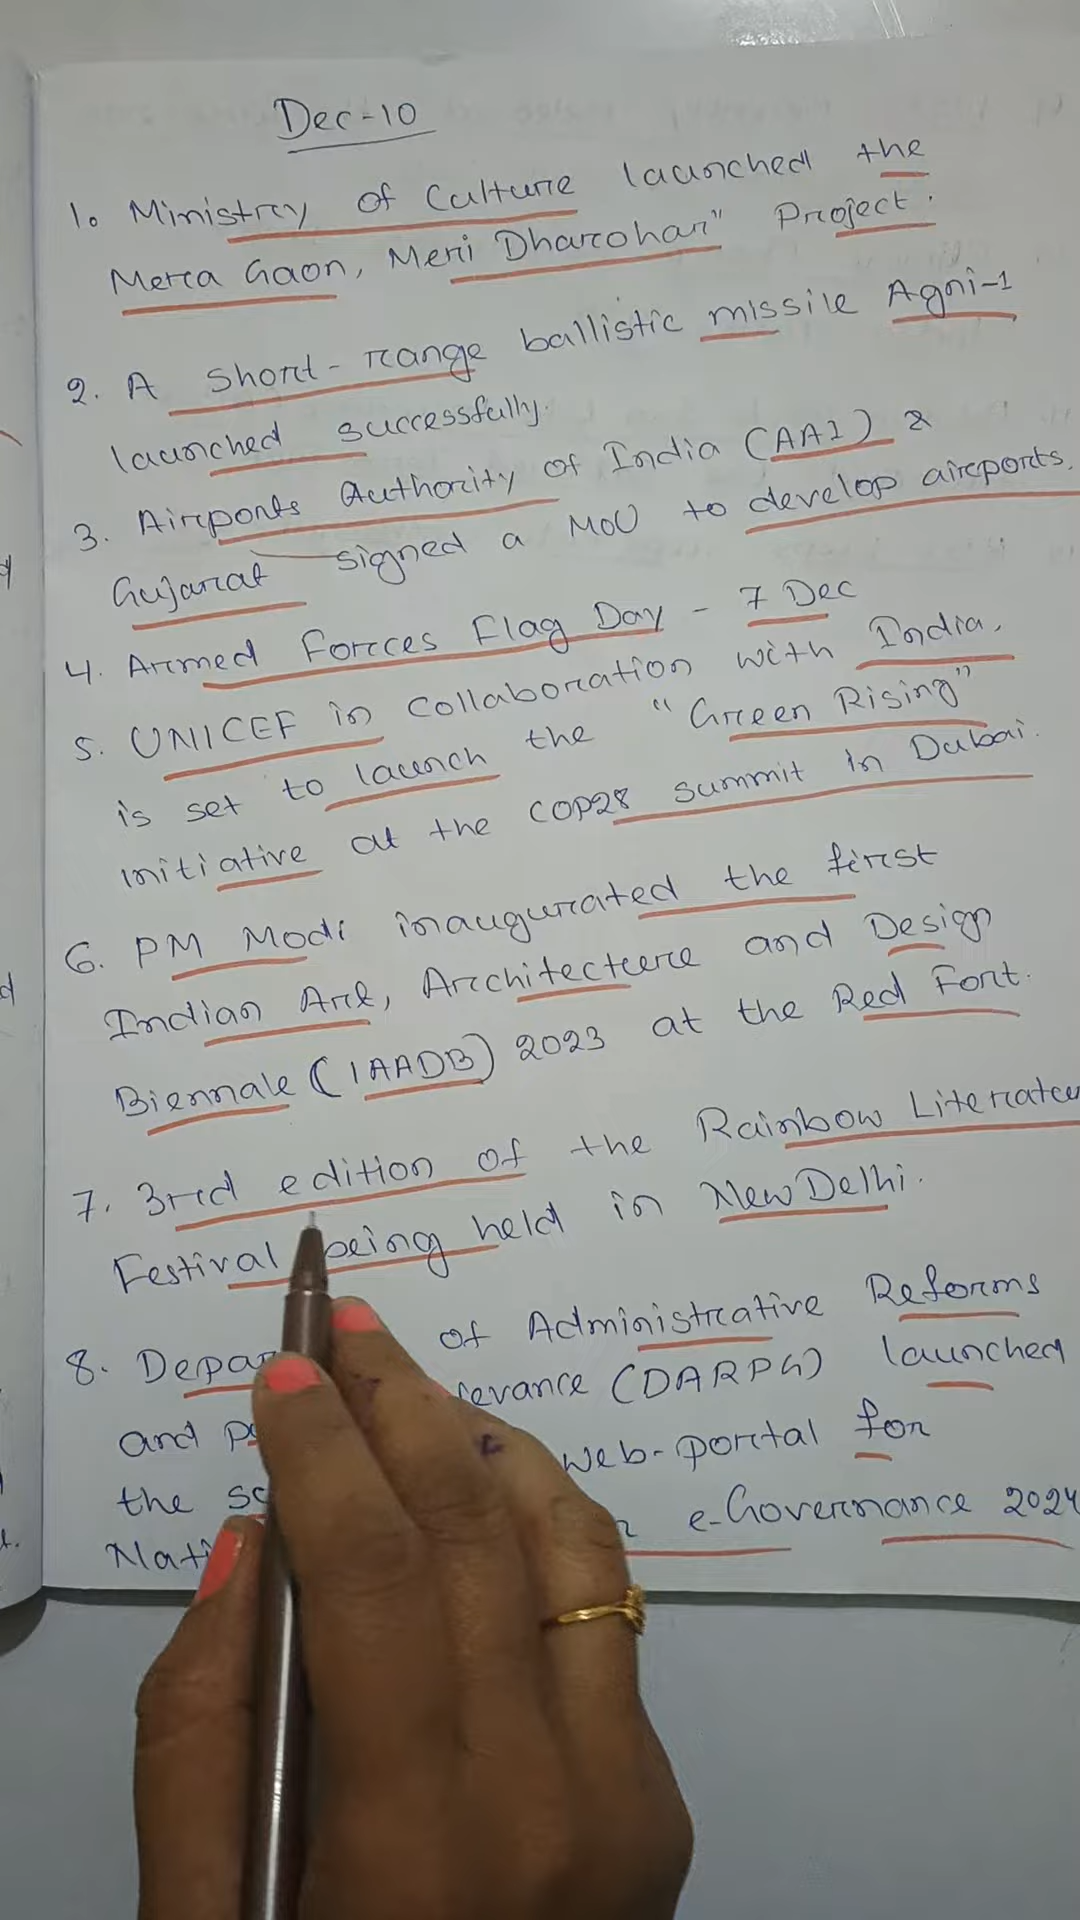 Dec-10
1. Ministry of Culture launched the
Mera Gaon, Meri Dharohar" Project.
2. A short-range ballistic missile Agni-1
launched successfully.
3. Airports Authority of India (AAI) &
Gujarat signed a MoU to develop airports.
4. Armed Forces Flag Day - 7 Dec
5. UNICEF in collaboration with India,
is set to launch the "Green Rising"
initiative at the COP28 summit in Dubai.
6. PM Modi inaugurated the first
Indian Art, Architecture and Design
Biennale (IAADB) 2023 at the Red Fort.
7. 3rd edition of the Rainbow
Festival being held in New Delhi.
8. of Administrative Reforms
and (DARPG) launched
the web-portal for
e-Governance 2024